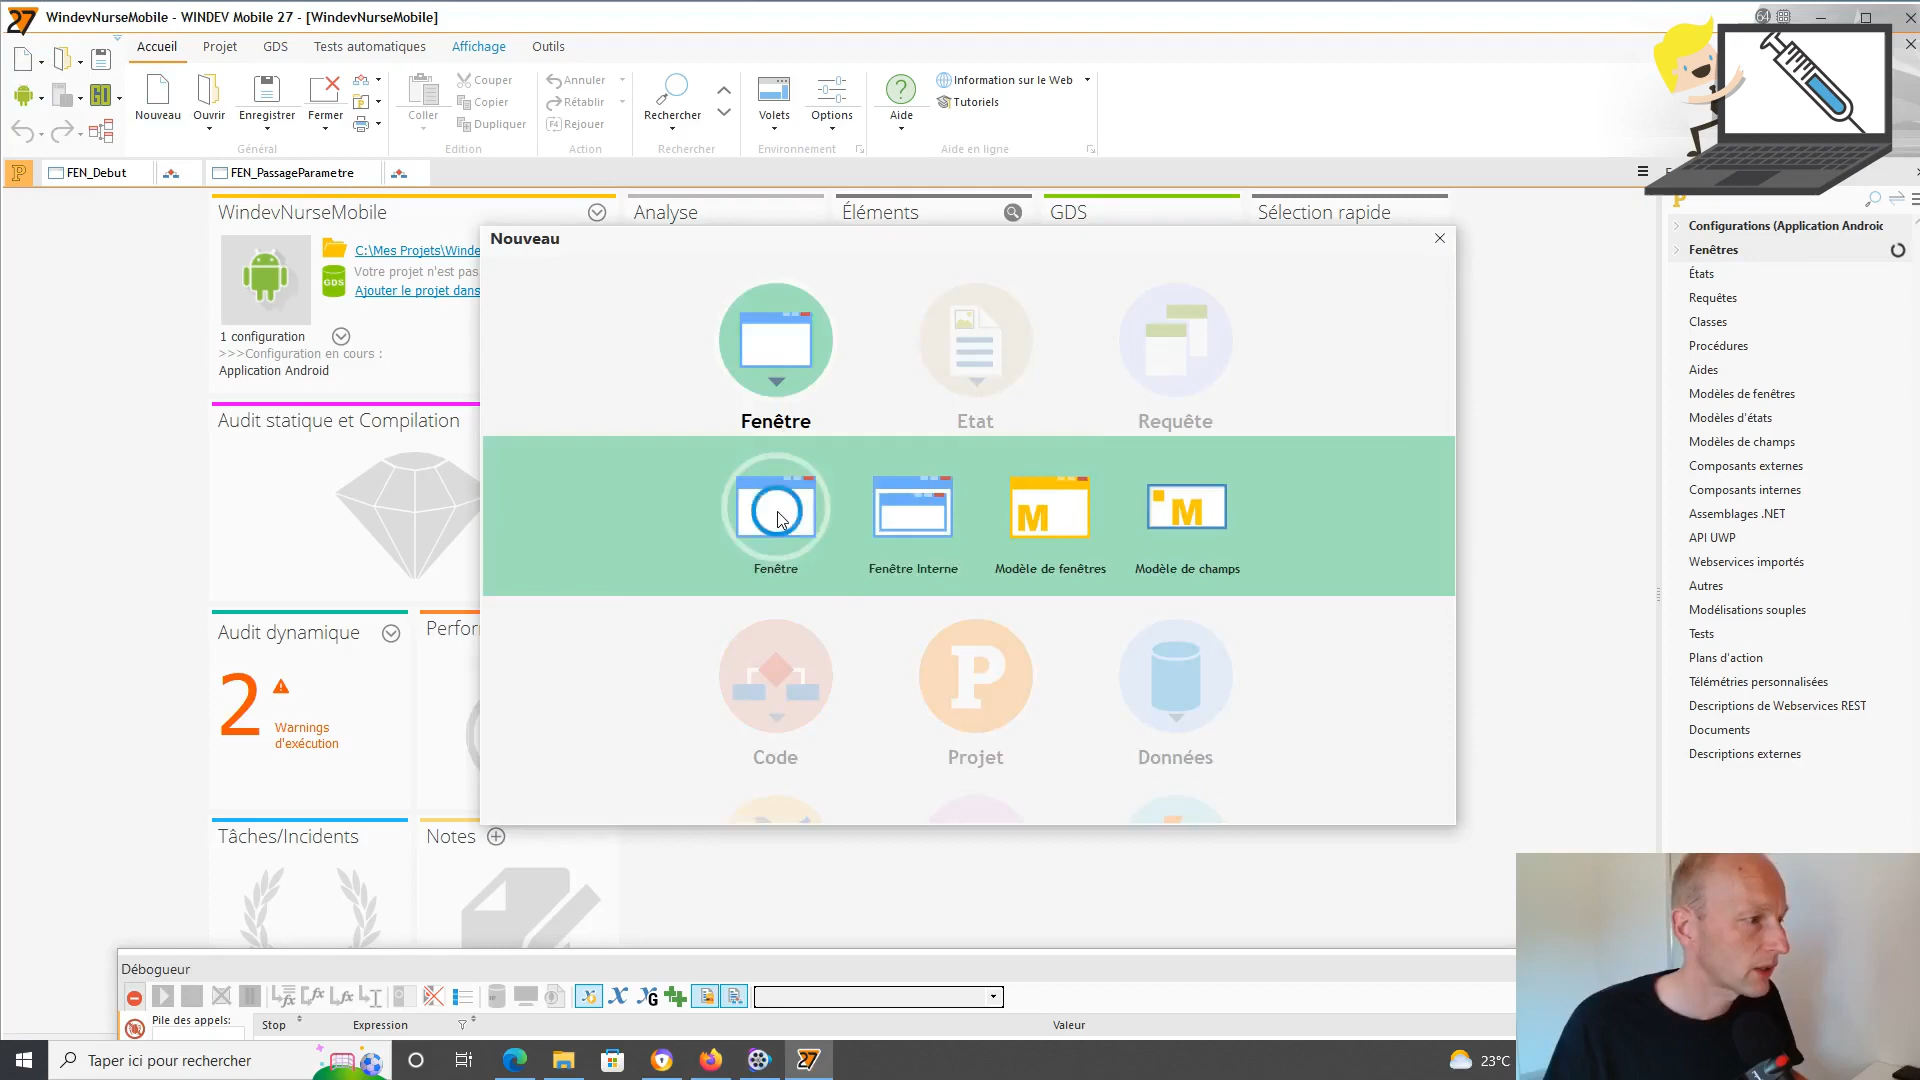 WindevNurseMobile - WINDEV Mobile 27 - [WindevNurseMobile]
64
Accueil
Projet
GDS
Tests automatiques
Affichage
Outils
Nouveau
Ouvrir
Enregistrer
Fermer
Général
Coller
Couper
Copier
Dupliquer
Edition
Annuler
Rétablir
Rejouer
Action
Rechercher
Rechercher
Volets
Options
Environnement
Aide
Information sur le Web
Tutoriels
Aide en ligne
FEN_Debut
FEN_PassageParametre
WindevNurseMobile
Analyse
Éléments
GDS
Sélection rapide
C:\Mes Projets\Winde
Votre projet n'est pas
Ajouter le projet dans
1 configuration
>>>Configuration en cours :
Application Android
Audit statique et Compilation
Audit dynamique
2
Warnings
d'exécution
Perfor
Tâches/Incidents
Notes
Nouveau
Fenêtre
Etat
Requête
Fenêtre
Fenêtre Interne
Modèle de fenêtres
Modèle de champs
Code
Projet
Données
Configurations (Application Androic
Fenêtres
États
Requêtes
Classes
Procédures
Aides
Modèles de fenêtres
Modèles d'états
Modèles de champs
Composants externes
Composants internes
Assemblages .NET
API UWP
Webservices importés
Autres
Modélisations souples
Tests
Plans d'action
Télémétries personnalisées
Descriptions de Webservices REST
Documents
Descriptions externes
Débogueur
Pile des appels:
Stop
Expression
Valeur
Taper ici pour rechercher
23°C